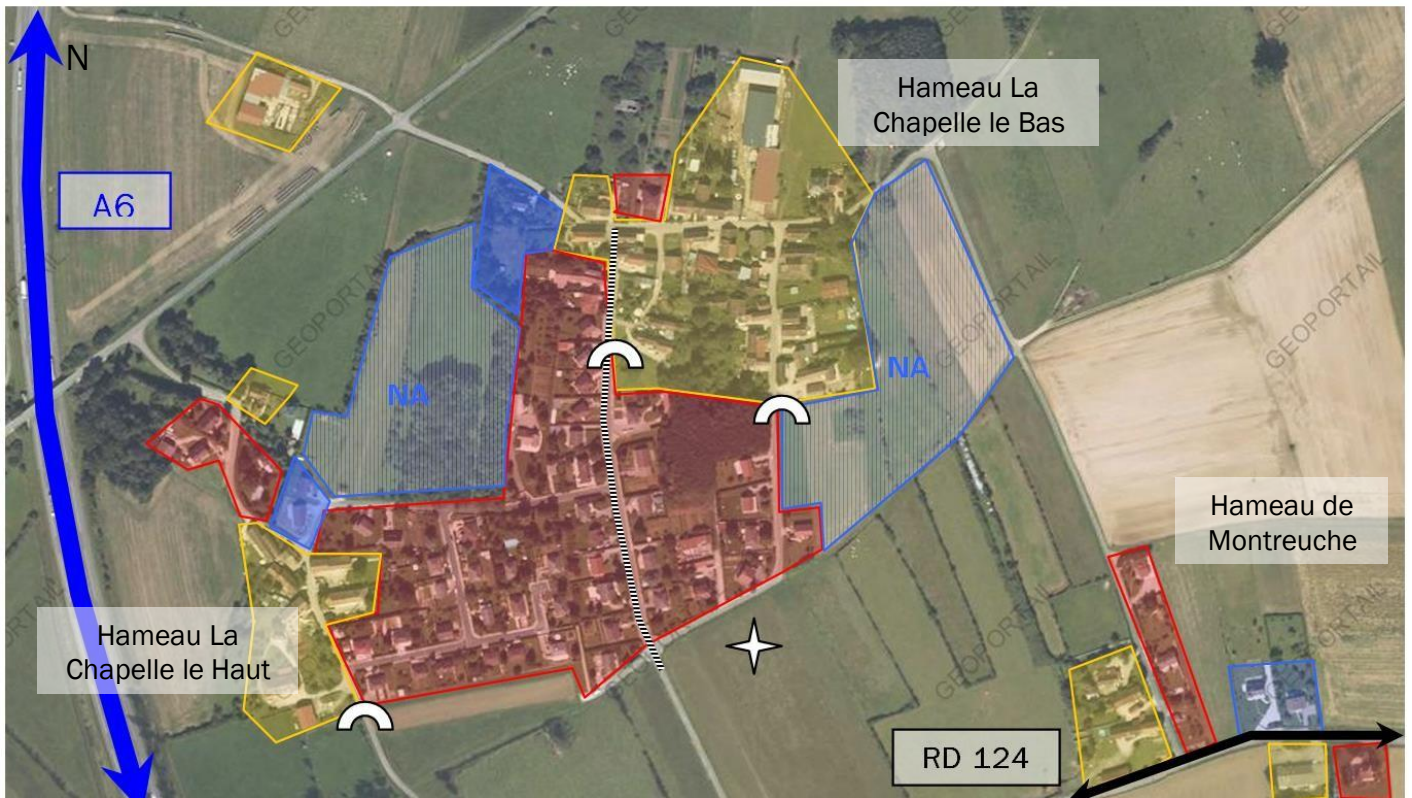 N
A6
Hameau La
Chapelle le Bas
NA
NA
Hameau de
Montreuche
Hameau La
Chapelle le Haut
RD 124
GEOPORTAIL
GEOPORTAIL
GEOPORTAIL
GEOPORTAIL